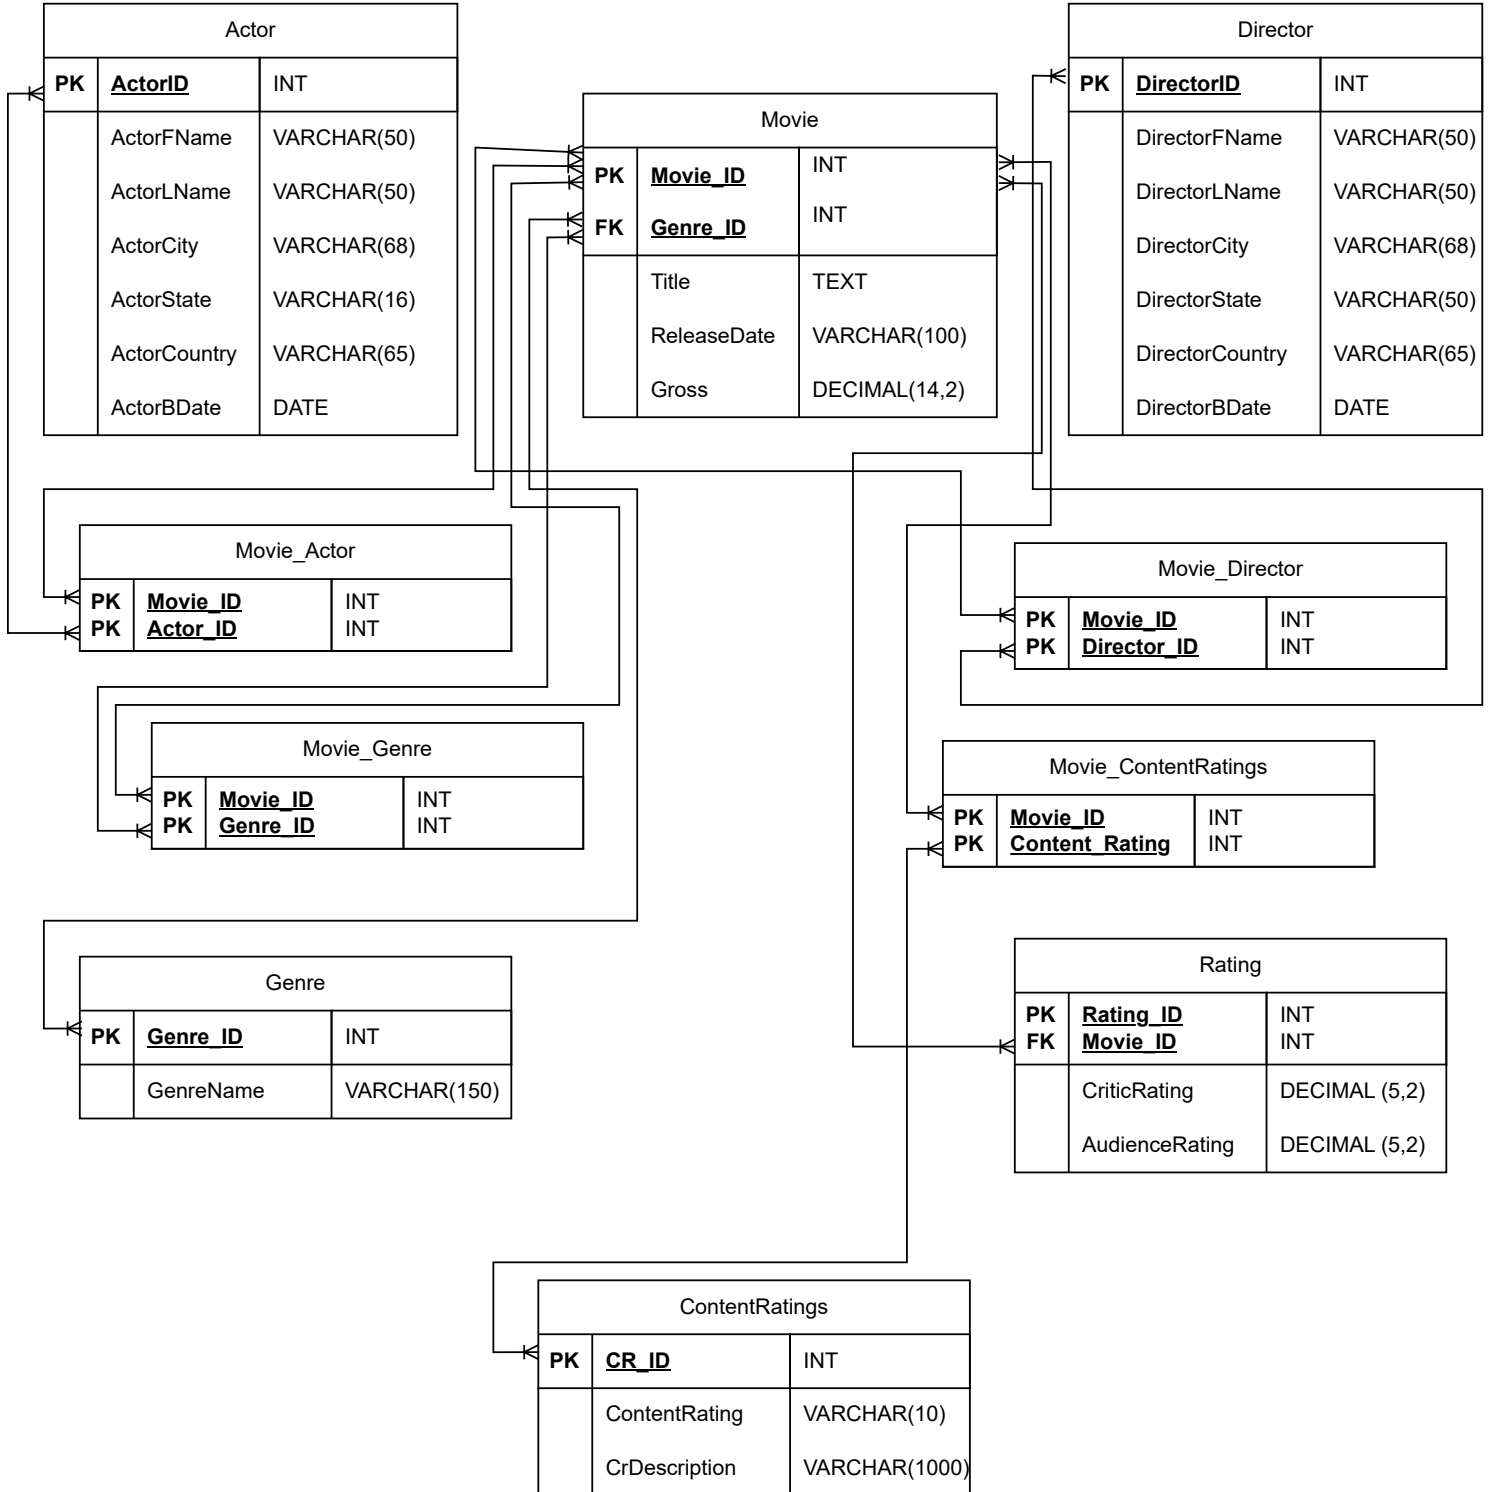 Actor
PK ActorID INT
ActorFName VARCHAR(50)
ActorLName VARCHAR(50)
ActorCity VARCHAR(68)
ActorState VARCHAR(16)
ActorCountry VARCHAR(65)
ActorBDate DATE
Movie
PK Movie_ID INT
FK Genre_ID INT
Title TEXT
ReleaseDate VARCHAR(100)
Gross DECIMAL(14,2)
Director
PK DirectorID INT
DirectorFName VARCHAR(50)
DirectorLName VARCHAR(50)
DirectorCity VARCHAR(68)
DirectorState VARCHAR(50)
DirectorCountry VARCHAR(65)
DirectorBDate DATE
Movie_Actor
PK Movie_ID INT
PK Actor_ID INT
Movie_Director
PK Movie_ID INT
PK Director_ID INT
Movie_Genre
PK Movie_ID INT
PK Genre_ID INT
Movie_ContentRatings
PK Movie_ID INT
PK Content_Rating INT
Genre
PK Genre_ID INT
GenreName VARCHAR(150)
Rating
PK Rating_ID INT
FK Movie_ID INT
CriticRating DECIMAL (5,2)
AudienceRating DECIMAL (5,2)
ContentRatings
PK CR_ID INT
ContentRating VARCHAR(10)
CrDescription VARCHAR(1000)